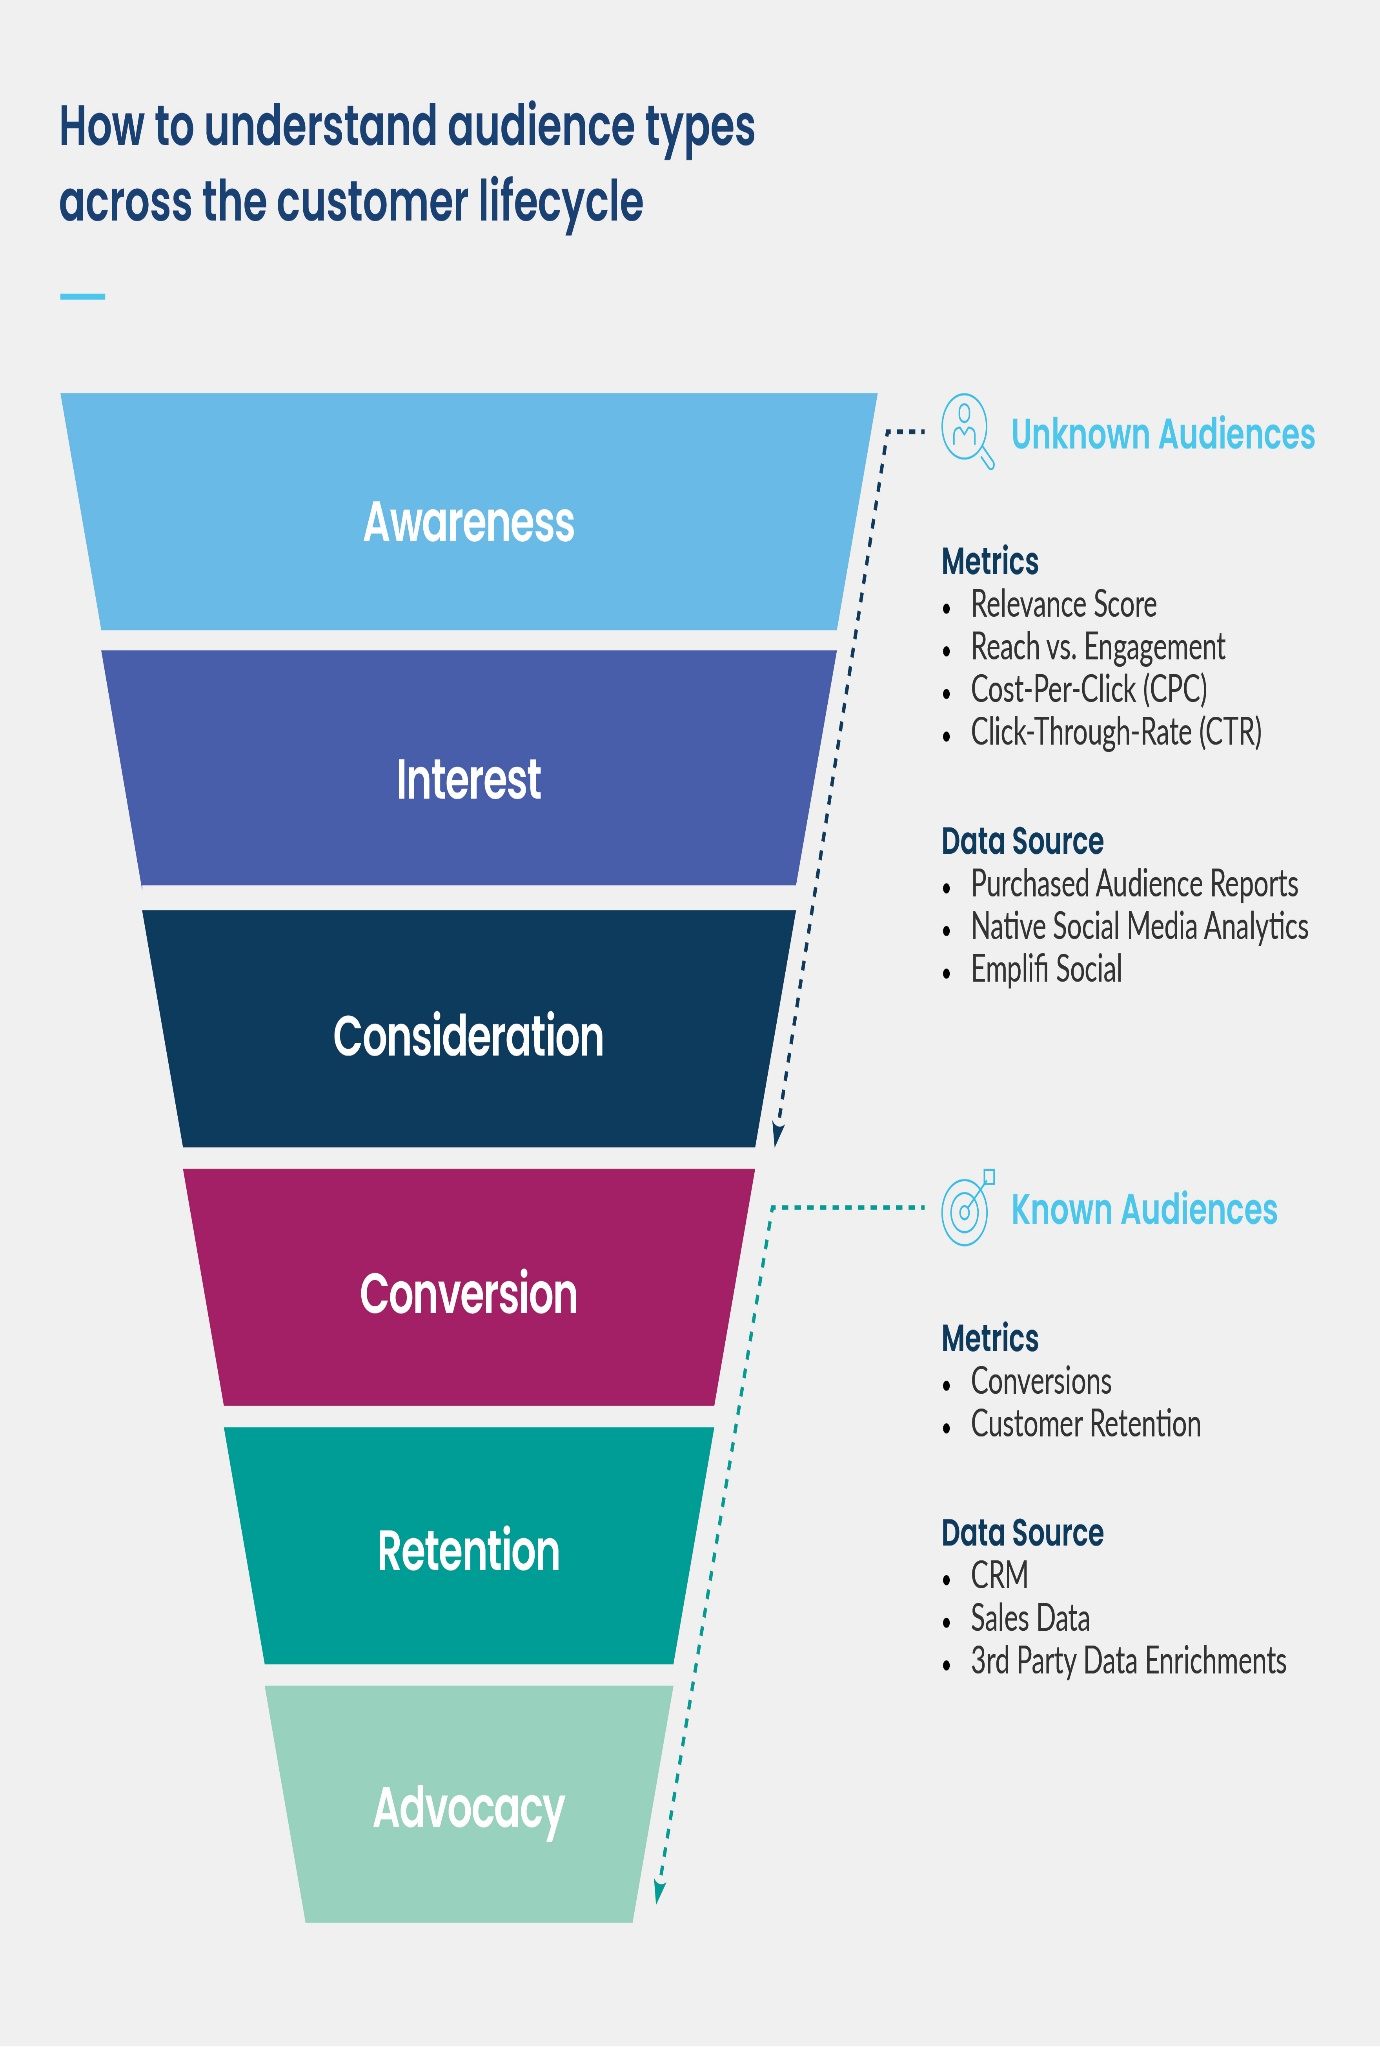 How to understand audience types
across the customer lifecycle
Awareness
Interest
Consideration
Conversion
Retention
Advocacy
Unknown Audiences
Metrics
• Relevance Score
• Reach vs. Engagement
• Cost-Per-Click (CPC)
• Click-Through-Rate (CTR)
Data Source
• Purchased Audience Reports
• Native Social Media Analytics
• Emplifi Social
Known Audiences
Metrics
• Conversions
• Customer Retention
Data Source
• CRM
• Sales Data
• 3rd Party Data Enrichments